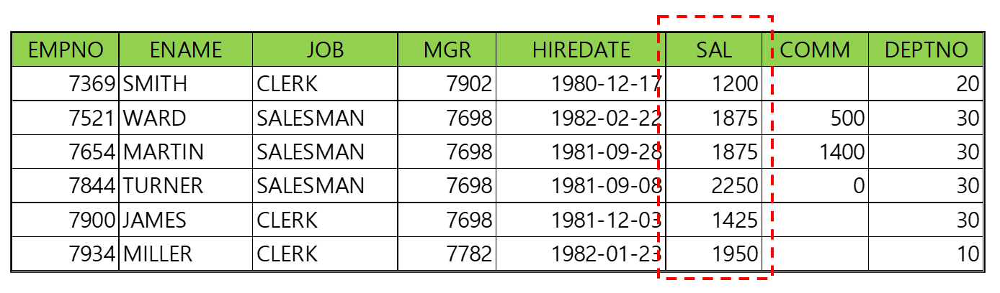 EMPNO ENAME JOB MGR HIREDATE SAL COMM DEPTNO
7369 SMITH CLERK 7902 1980-12-17 1200 20
7521 WARD SALESMAN 7698 1982-02-22 1875 500 30
7654 MARTIN SALESMAN 7698 1981-09-28 1875 1400 30
7844 TURNER SALESMAN 7698 1981-09-08 2250 0 30
7900 JAMES CLERK 7698 1981-12-03 1425 30
7934 MILLER CLERK 7782 1982-01-23 1950 10